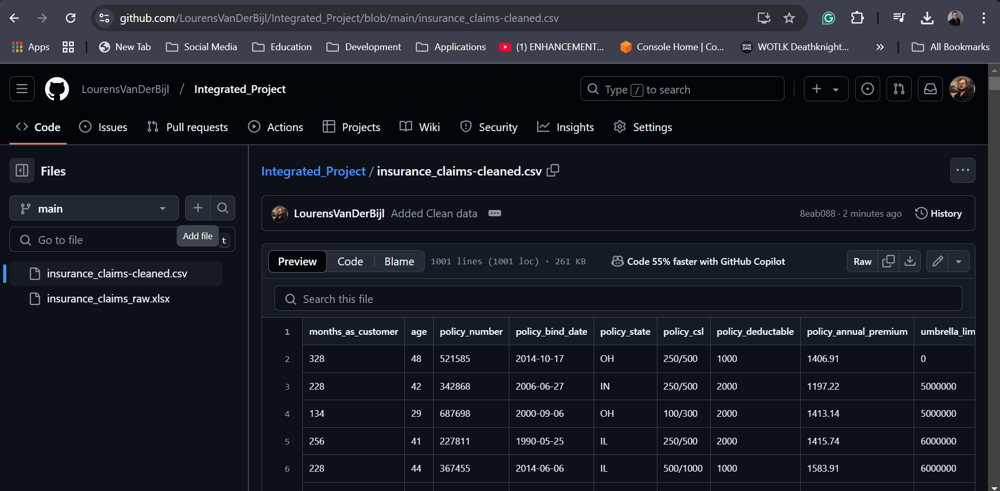 github.com/LourensVanDerBijl/Integrated_Project/blob/main/insurance_claims-cleaned.csv
Apps New Tab Social Media Education Development Applications (1) ENHANCEMENT... Console Home | Co... WOW SIMS WOTLK Deathknight... » All Bookmarks
LourensVanDerBijl / Integrated_Project Type / to search
Code Issues Pull requests Actions Projects Wiki Security Insights Settings
Files
main
Add file
Go to file t
insurance_claims-cleaned.csv
insurance_claims_raw.xlsx
Integrated_Project / insurance_claims-cleaned.csv
LourensVanDerBijl Added Clean data 8eab088 · 2 minutes ago History
Preview Code Blame 1001 lines (1001 loc) · 261 KB Code 55% faster with GitHub Copilot Raw
Search this file
1 months_as_customer age policy_number policy_bind_date policy_state policy_csl policy_deductable policy_annual_premium umbrella_lim
2 328 48 521585 2014-10-17 OH 250/500 1000 1406.91 0
3 228 42 342868 2006-06-27 IN 250/500 2000 1197.22 5000000
4 134 29 687698 2000-09-06 OH 100/300 2000 1413.14 5000000
5 256 41 227811 1990-05-25 IL 250/500 2000 1415.74 6000000
6 228 44 367455 2014-06-06 IL 500/1000 1000 1583.91 6000000